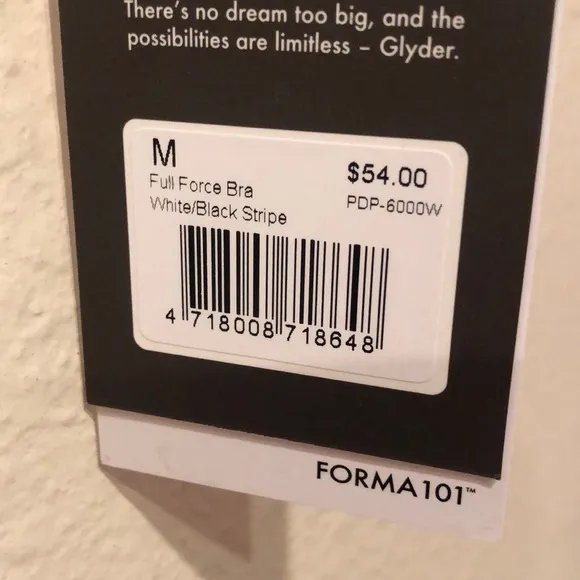 There's no dream too big, and the
possibilities are limitless – Glyder.
M
$54.00
Full Force Bra
PDP-6000W
White/Black Stripe
4 718008 718648
FORMA101™